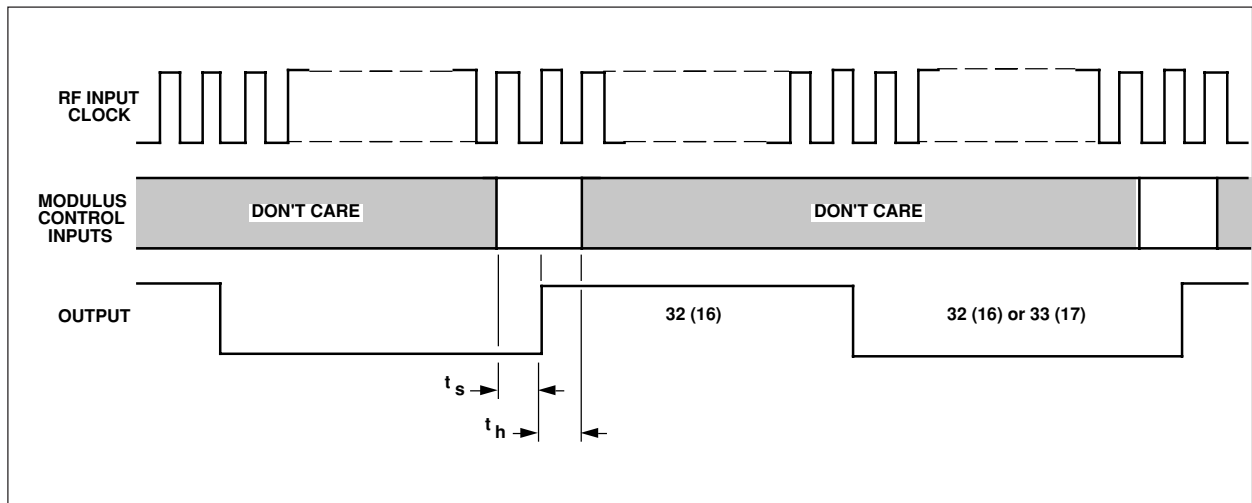 RF INPUT
CLOCK
MODULUS
CONTROL
INPUTS
DON'T CARE
DON'T CARE
OUTPUT
32 (16)
32 (16) or 33 (17)
t s
t h